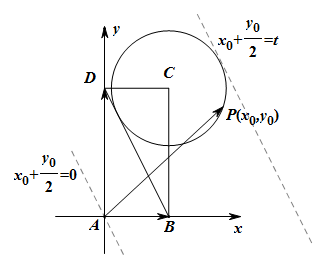 y
x₀+y₀/2=t
D
C
P(x₀,y₀)
x₀+y₀/2=0
A
B
x